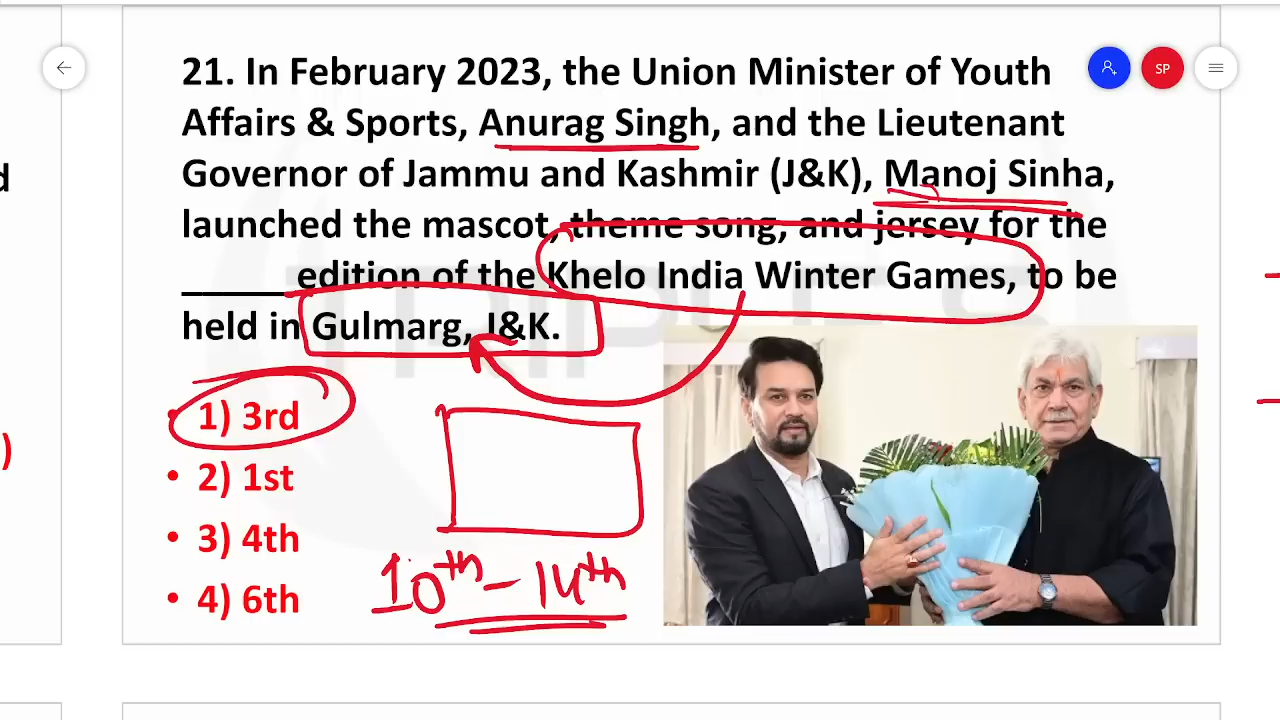 21. In February 2023, the Union Minister of Youth
SP
Affairs & Sports, Anurag Singh, and the Lieutenant
Governor of Jammu and Kashmir (J&K), Manoj Sinha,
d
launched the mascot, theme song, and jersey for the
______edition of the Khelo India Winter Games, to be
held in Gulmarg, J&K.
• 1) 3rd
)
• 2) 1st
• 3) 4th
• 4) 6th
10th - 14th